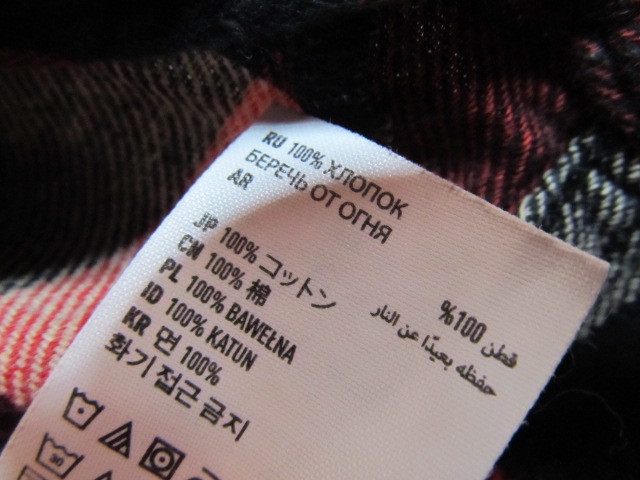 RU 100% ХЛОПОК
БЕРЕЧЬ ОТ ОГНЯ
AR
قطن 100%
حفظه بعيدًا عن النار
JP 100% コットン
CN 100% 棉
PL 100% BAWEŁNA
ID 100% KATUN
KR 면 100%
화기 접근 금지